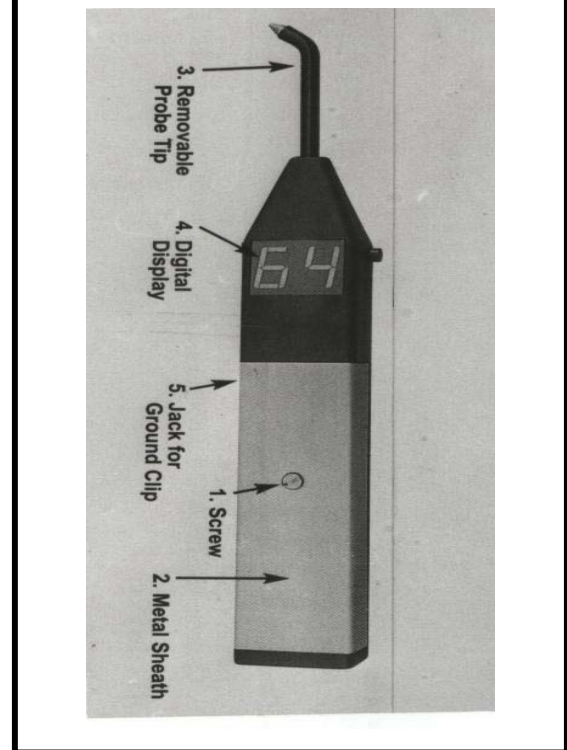 3. Removable
Probe Tip
4. Digital
Display
64
5. Jack for
Ground Clip
1. Screw
2. Metal Sheath